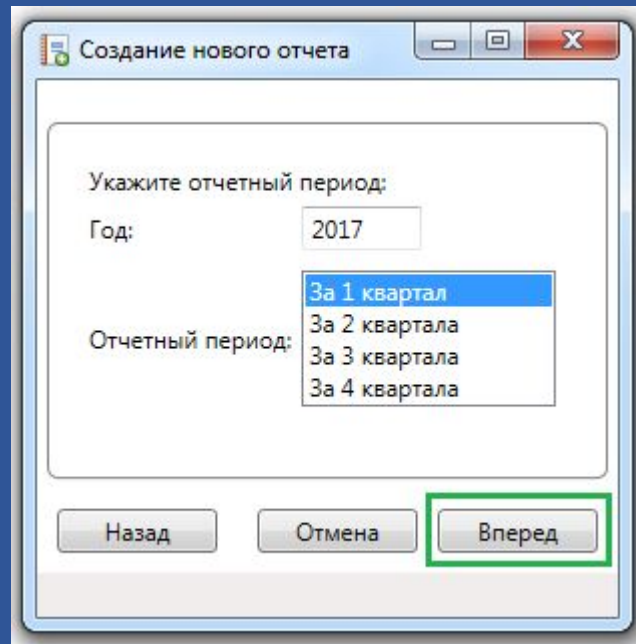 Создание нового отчета
Укажите отчетный период:
Год: 2017
За 1 квартал
За 2 квартала
Отчетный период:
За 3 квартала
За 4 квартала
Назад Отмена Вперед